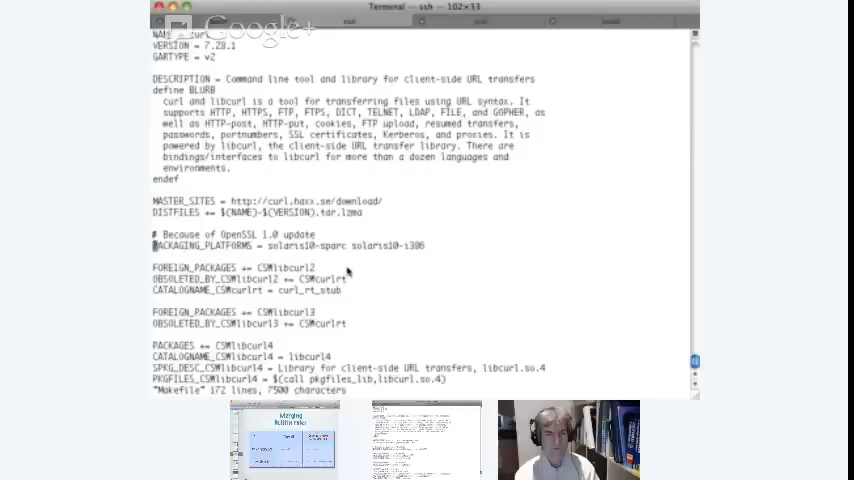 Terminal — ssh — 102×33
Google+
VERSION = 7.28.1
GARTYPE = v2
DESCRIPTION = Command line tool and library for client-side URL transfers
define BLURB
curl and libcurl is a tool for transferring files using URL syntax. It
supports HTTP, HTTPS, FTP, FTPS, DICT, TELNET, LDAP, FILE, and GOPHER, as
well as HTTP-post, HTTP-put, cookies, FTP upload, resumed transfers,
passwords, portnumbers, SSL certificates, Kerberos, and proxies. It is
powered by libcurl, the client-side URL transfer library. There are
bindings/interfaces to libcurl for more than a dozen languages and
environments.
endef
MASTER_SITES = http://curl.haxx.se/download/
DISTFILES += $(NAME)-$(VERSION).tar.lzma
# Because of OpenSSL 1.0 update
PACKAGING_PLATFORMS = solaris10-sparc solaris10-i386
FOREIGN_PACKAGES += CSWlibcurl2
OBSOLETED_BY_CSWlibcurl2 += CSWcurlrt
CATALOGNAME_CSWcurlrt = curl_rt_stub
FOREIGN_PACKAGES += CSWlibcurl3
OBSOLETED_BY_CSWlibcurl3 += CSWcurlrt
PACKAGES += CSWlibcurl4
CATALOGNAME_CSWlibcurl4 = libcurl4
SPKG_DESC_CSWlibcurl4 = Library for client-side URL transfers, libcurl.so.4
PKGFILES_CSWlibcurl4 = $(call pkgfiles_lib,libcurl.so.4)
"Makefile" 172 lines, 7500 characters
Merging